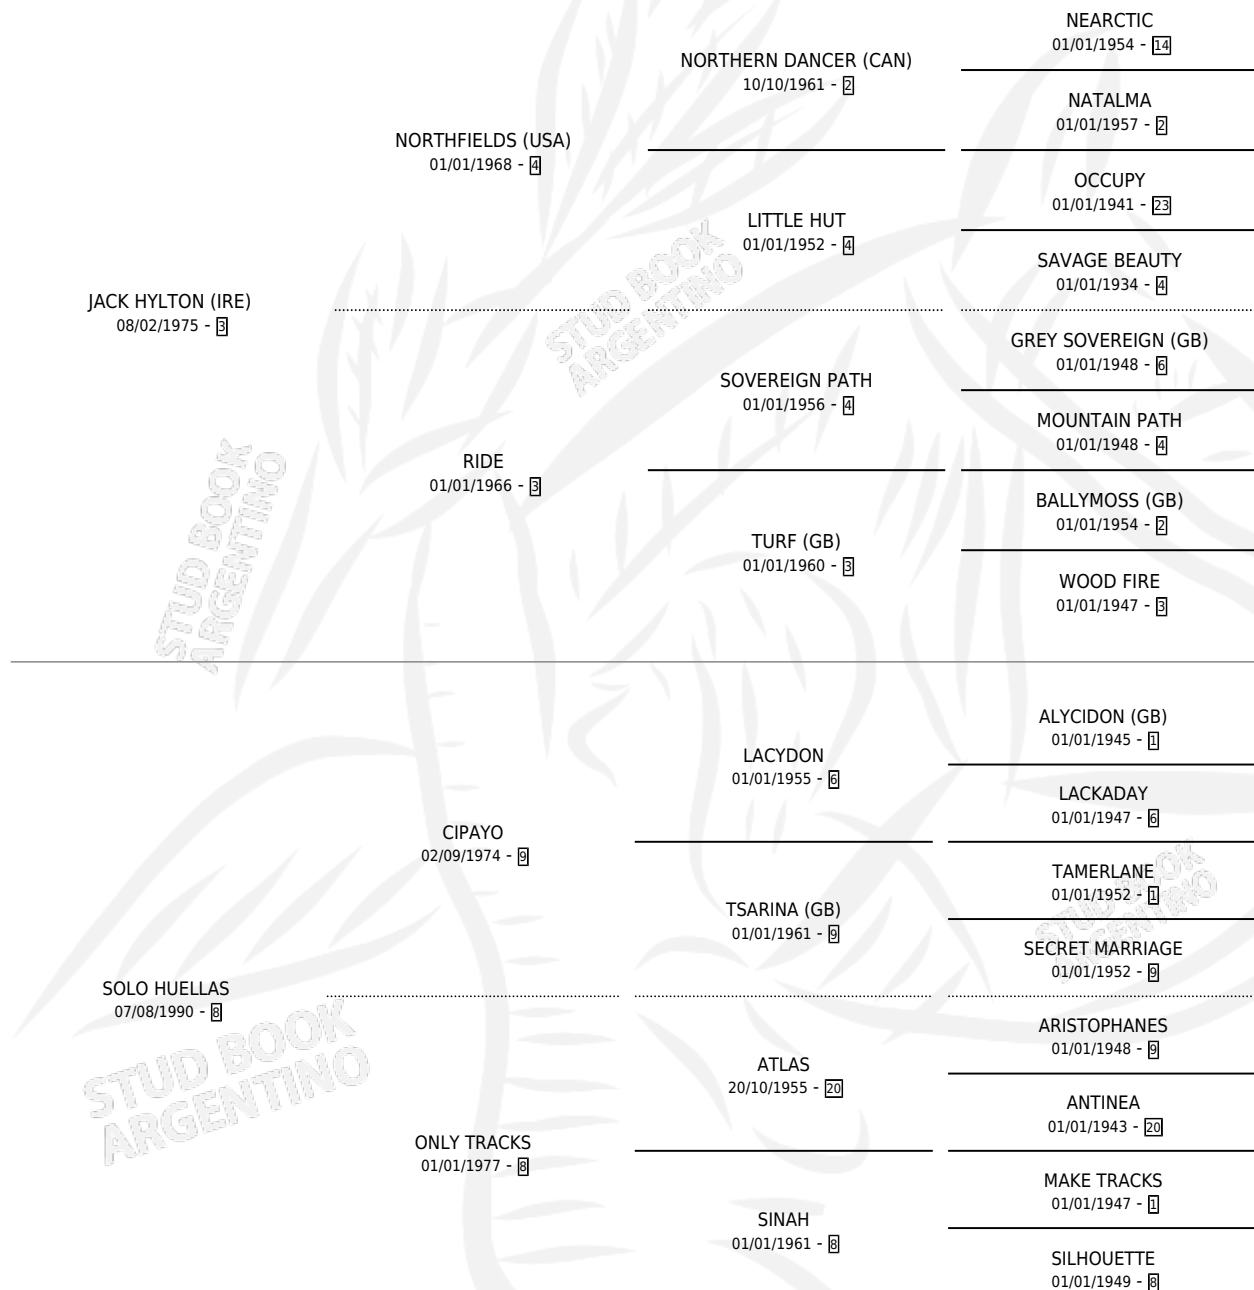 NEARCTIC
01/01/1954 - 14
NORTHERN DANCER (CAN)
10/10/1961 - 2
NATALMA
01/01/1957 - 2
NORTHFIELDS (USA)
01/01/1968 - 4
OCCUPY
01/01/1941 - 23
LITTLE HUT
01/01/1952 - 4
SAVAGE BEAUTY
01/01/1934 - 4
JACK HYLTON (IRE)
08/02/1975 - 3
GREY SOVEREIGN (GB)
01/01/1948 - 6
SOVEREIGN PATH
01/01/1956 - 4
MOUNTAIN PATH
01/01/1948 - 4
RIDE
01/01/1966 - 3
BALLYMOSS (GB)
01/01/1954 - 2
TURF (GB)
01/01/1960 - 3
WOOD FIRE
01/01/1947 - 3
ALYCIDON (GB)
01/01/1945 - 1
LACYDON
01/01/1955 - 6
LACKADAY
01/01/1947 - 6
CIPAYO
02/09/1974 - 9
TAMERLANE
01/01/1952 - 1
TSARINA (GB)
01/01/1961 - 9
SECRET MARRIAGE
01/01/1952 - 9
SOLO HUELLAS
07/08/1990 - 8
ARISTOPHANES
01/01/1948 - 9
ATLAS
20/10/1955 - 20
ANTINEA
01/01/1943 - 20
ONLY TRACKS
01/01/1977 - 8
MAKE TRACKS
01/01/1947 - 1
SINAH
01/01/1961 - 8
SILHOUETTE
01/01/1949 - 8
STUD BOOK
ARGENTINO
STUD BOOK
ARGENTINO
STUD BOOK
ARGENTINO
STUD BOOK
ARGENTINO